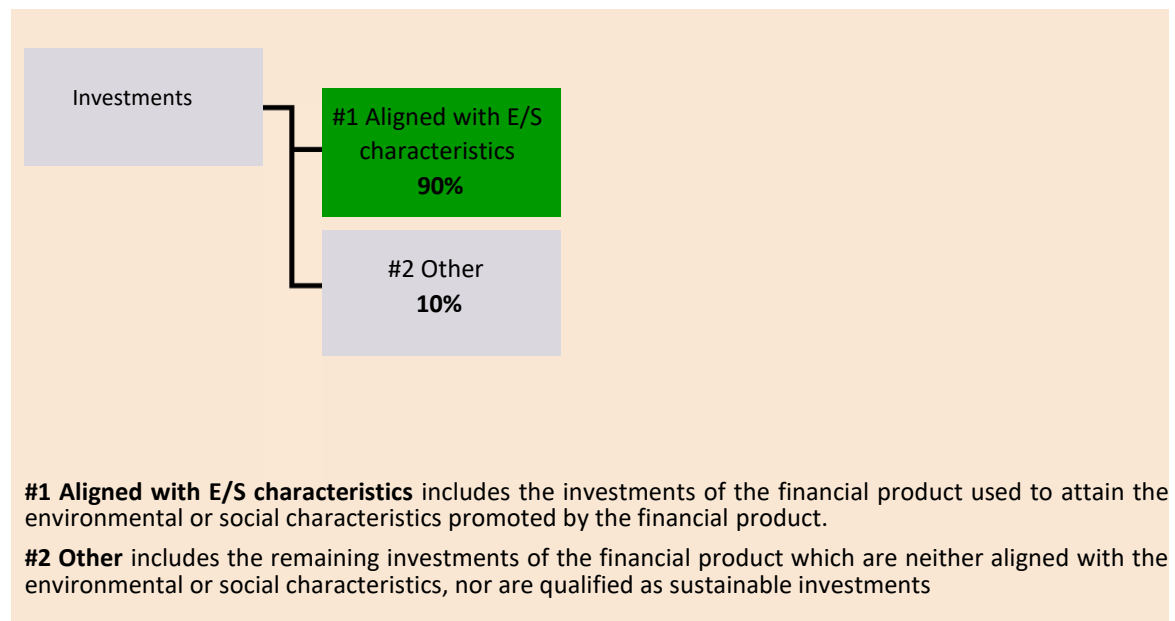 Investments
#1 Aligned with E/S
characteristics
90%
#2 Other
10%
#1 Aligned with E/S characteristics includes the investments of the financial product used to attain the
environmental or social characteristics promoted by the financial product.
#2 Other includes the remaining investments of the financial product which are neither aligned with the
environmental or social characteristics, nor are qualified as sustainable investments